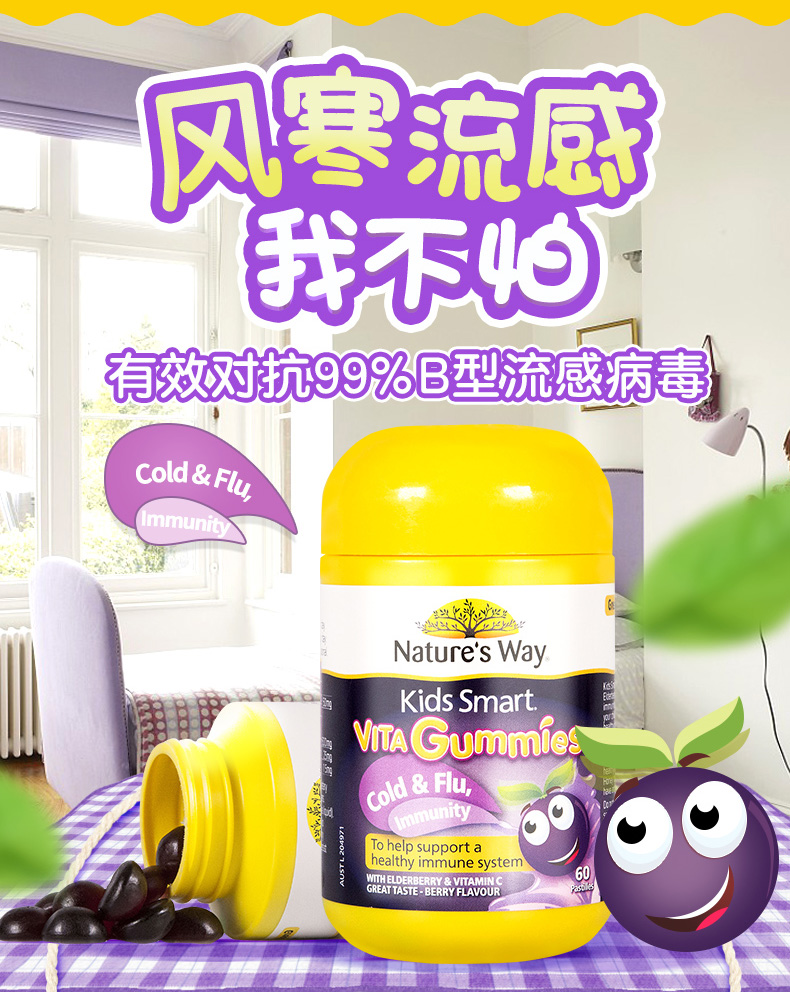 风寒流感
我不怕
有效对抗99%B型流感病毒
Cold & Flu,
Immunity
Nature's Way
Kids Smart
VITA Gummies
Cold & Flu,
Immunity
To help support a
healthy immune system
WITH ELDERBERRY & VITAMIN C
GREAT TASTE - BERRY FLAVOUR
60
Pastilles
AUST L 204971